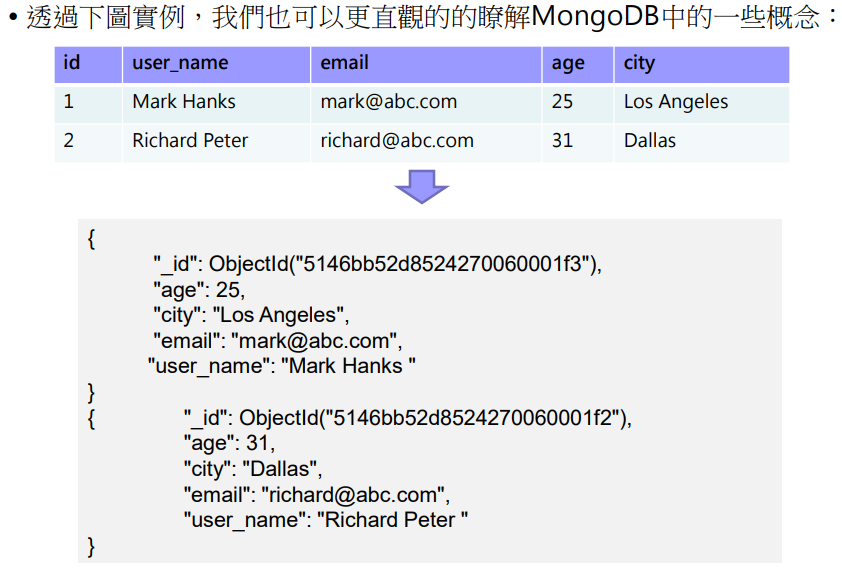 • 透過下圖實例，我們也可以更直觀的的瞭解MongoDB中的一些概念：
id user_name email age city
1 Mark Hanks mark@abc.com 25 Los Angeles
2 Richard Peter richard@abc.com 31 Dallas
{
"_id": ObjectId("5146bb52d8524270060001f3"),
"age": 25,
"city": "Los Angeles",
"email": "mark@abc.com",
"user_name": "Mark Hanks "
}
{ "_id": ObjectId("5146bb52d8524270060001f2"),
"age": 31,
"city": "Dallas",
"email": "richard@abc.com",
"user_name": "Richard Peter "
}